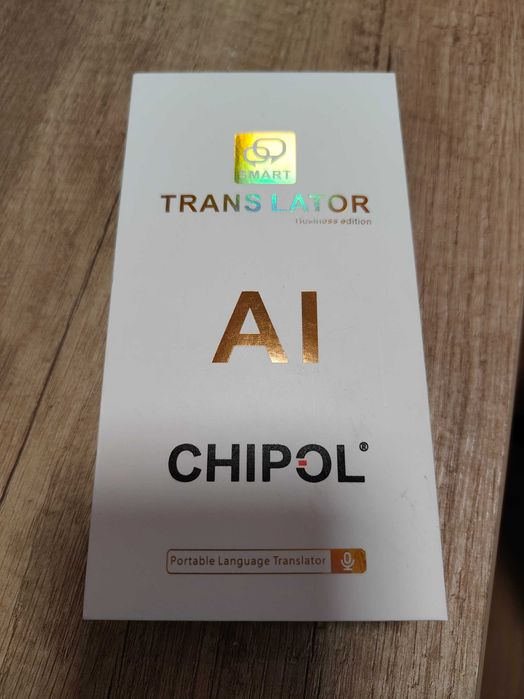 SMART
TRANSLATOR
Business edition
AI
CHIPOL®
Portable Language Translator